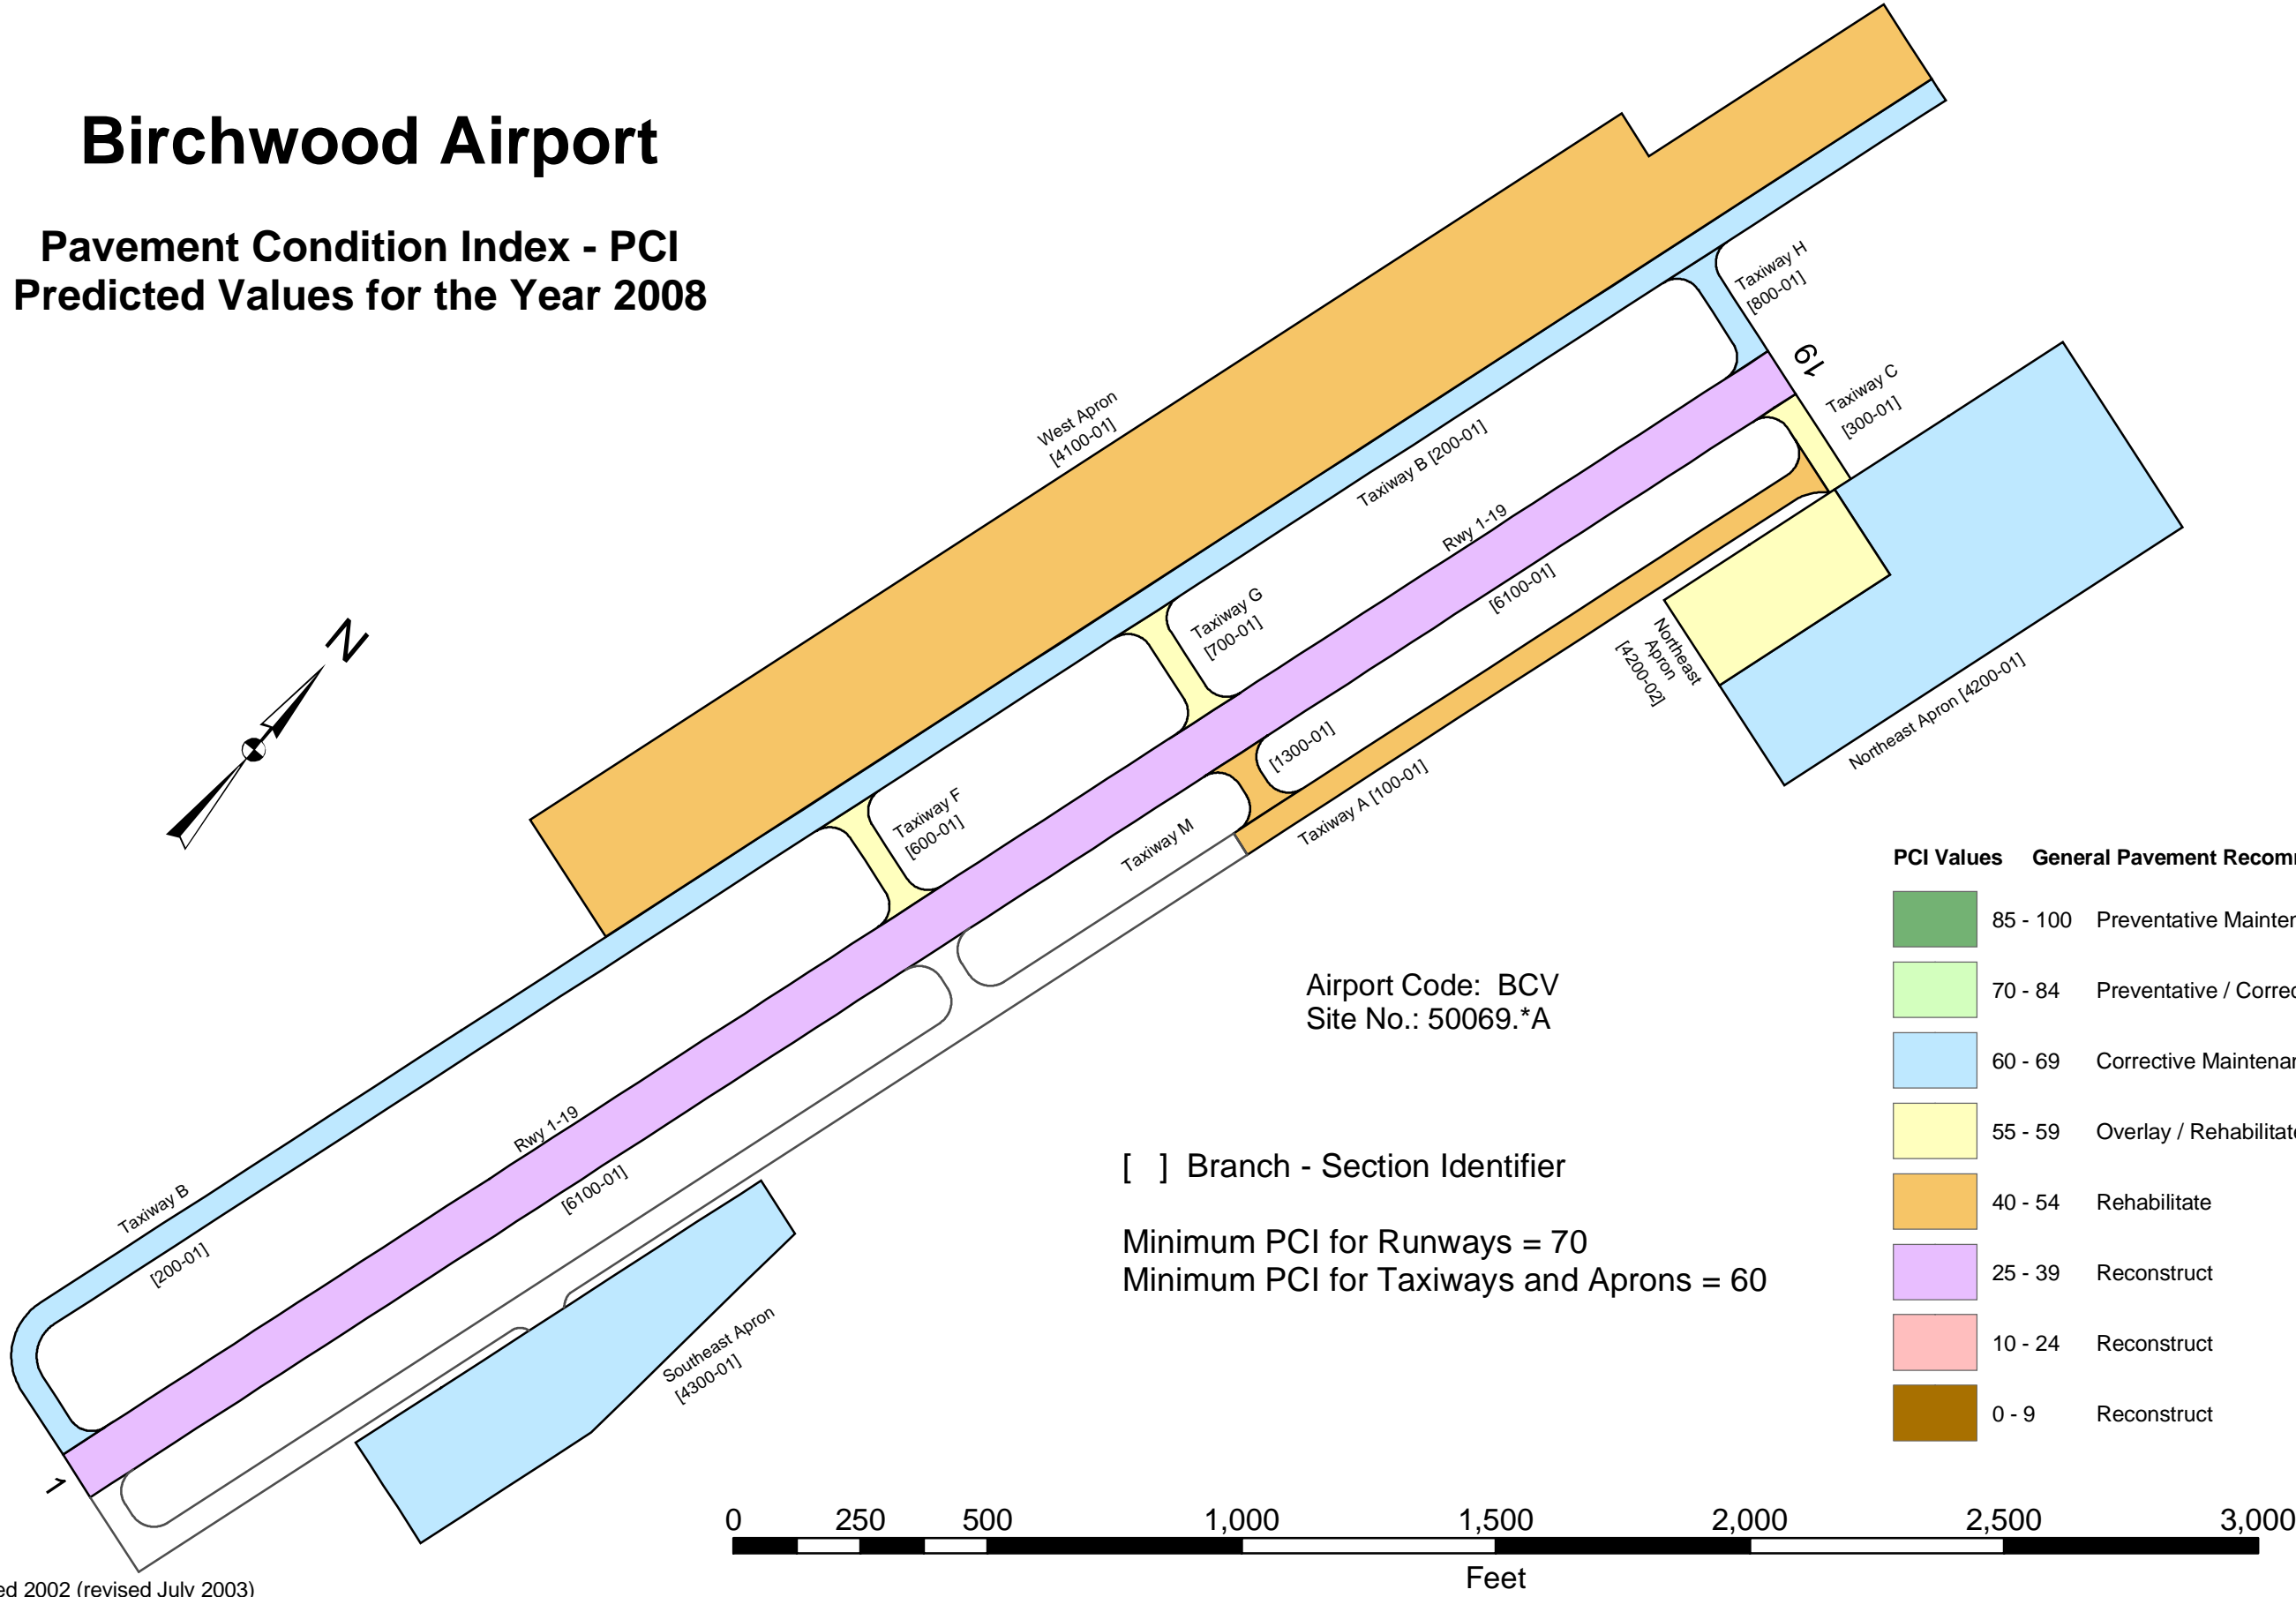 Birchwood Airport
Pavement Condition Index - PCI
Predicted Values for the Year 2008
N
West Apron
[4100-01]
Taxiway H
[800-01]
19
Taxiway C
[300-01]
Taxiway B [200-01]
Rwy 1-19
[6100-01]
Taxiway G
[700-01]
Northeast
Apron
[4200-02]
Northeast Apron [4200-01]
[1300-01]
Taxiway A [100-01]
Taxiway F
[600-01]
Taxiway M
Airport Code: BCV
Site No.: 50069.*A
[ ] Branch - Section Identifier
Minimum PCI for Runways = 70
Minimum PCI for Taxiways and Aprons = 60
Rwy 1-19
[6100-01]
Taxiway B
[200-01]
Southeast Apron
[4300-01]
1
PCI Values General Pavement
85 - 100 Preventative
70 - 84 Preventative /
60 - 69 Corrective
55 - 59 Overlay /
40 - 54 Rehabilitate
25 - 39 Reconstruct
10 - 24 Reconstruct
0 - 9 Reconstruct
0 250 500 1,000 1,500 2,000 2,500 3,000
Feet
2002 (revised July 2003)